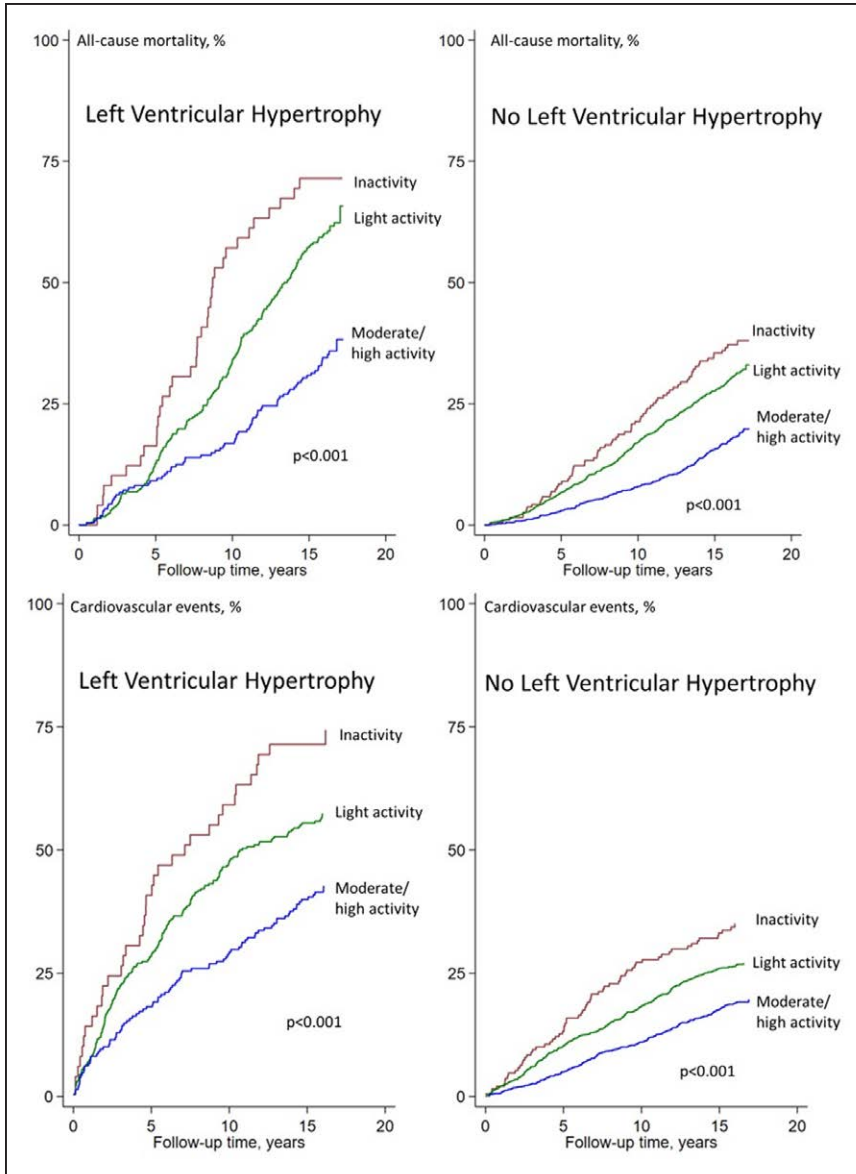 All-cause mortality, %
Left Ventricular Hypertrophy
100
75
50
25
0
Inactivity
Light activity
Moderate/
high activity
p<0.001
0 5 10 15 20
Follow-up time, years
All-cause mortality, %
No Left Ventricular Hypertrophy
100
75
50
25
0
Inactivity
Light activity
Moderate/
high activity
p<0.001
0 5 10 15 20
Follow-up time, years
Cardiovascular events, %
Left Ventricular Hypertrophy
100
75
50
25
0
Inactivity
Light activity
Moderate/
high activity
p<0.001
0 5 10 15 20
Follow-up time, years
Cardiovascular events, %
No Left Ventricular Hypertrophy
100
75
50
25
0
Inactivity
Light activity
Moderate/
high activity
p<0.001
0 5 10 15 20
Follow-up time, years